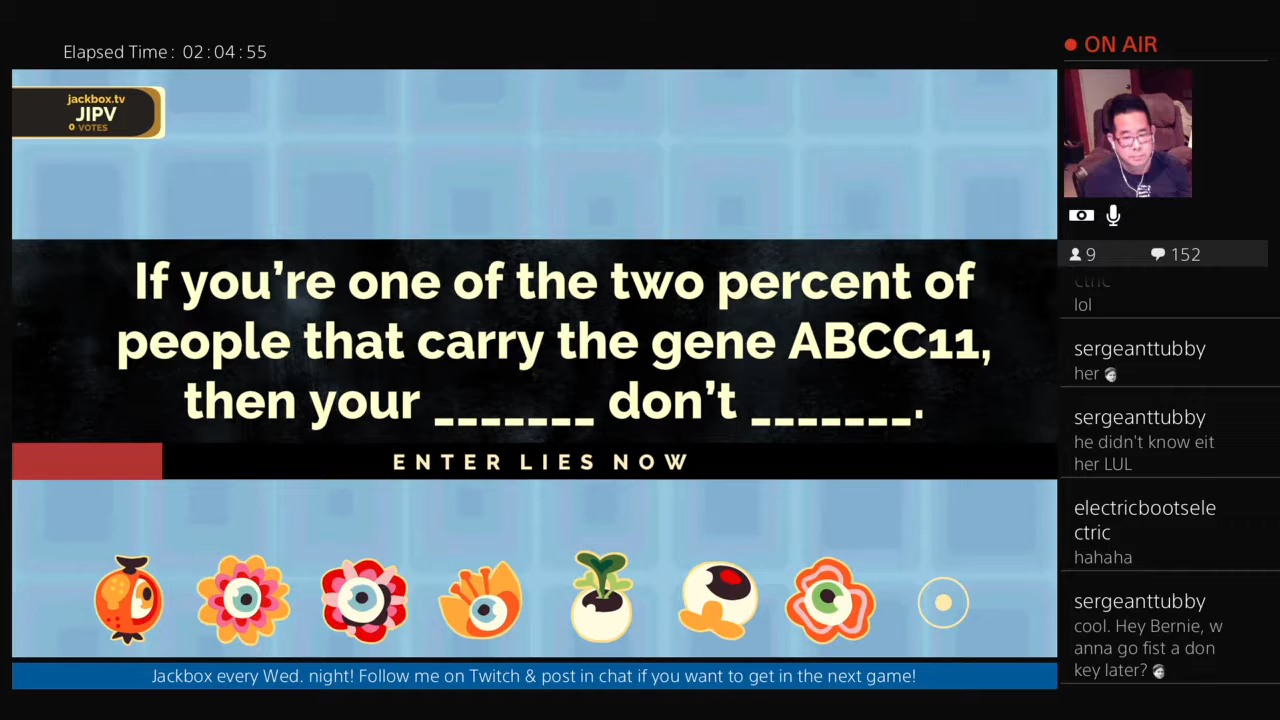 Elapsed Time: 02:04:55
ON AIR
jackbox.tv
JIPV
0 VOTES
9
152
If you're one of the two percent of
people that carry the gene ABCC11,
then your _______ don't _______.
ENTER LIES NOW
ctric
lol
sergeanttubby
her
sergeanttubby
he didn't know eit
her LUL
electricbootsele
ctric
hahaha
sergeanttubby
cool. Hey Bernie, w
anna go fist a don
key later?
Jackbox every Wed. night! Follow me on Twitch & post in chat if you want to get in the next game!